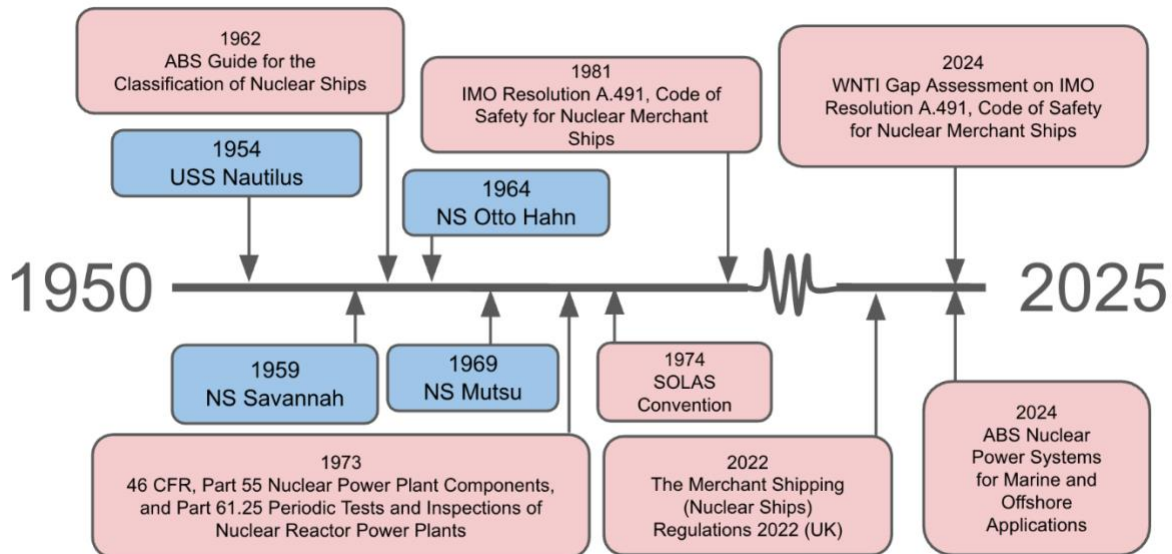 1962
ABS Guide for the
Classification of Nuclear Ships
1981
IMO Resolution A.491, Code of
Safety for Nuclear Merchant
Ships
2024
WNTI Gap Assessment on IMO
Resolution A.491, Code of Safety
for Nuclear Merchant Ships
1954
USS Nautilus
1964
NS Otto Hahn
1950
2025
1959
NS Savannah
1969
NS Mutsu
1974
SOLAS
Convention
1973
46 CFR, Part 55 Nuclear Power Plant Components,
and Part 61.25 Periodic Tests and Inspections of
Nuclear Reactor Power Plants
2022
The Merchant Shipping
(Nuclear Ships)
Regulations 2022 (UK)
2024
ABS Nuclear
Power Systems
for Marine and
Offshore
Applications